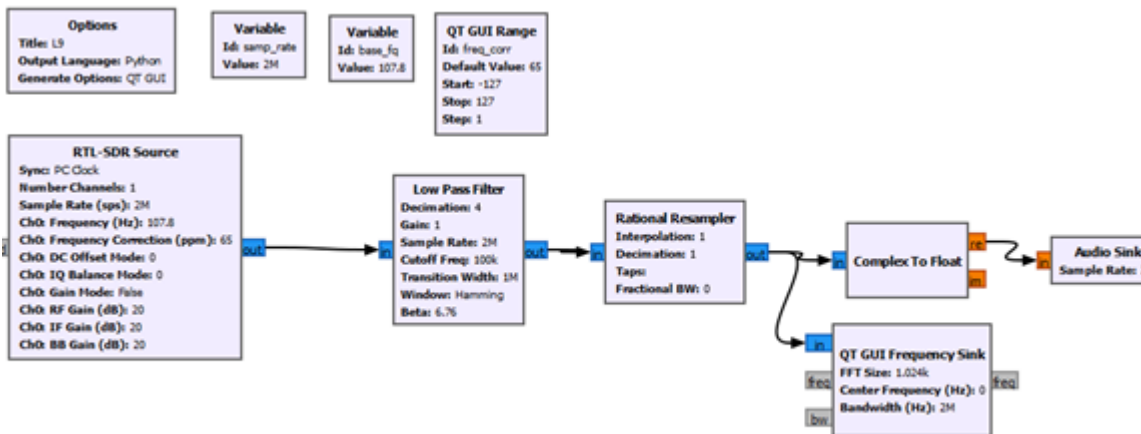 Options
Title: L9
Output Language: Python
Generate Options: QT GUI
Variable
Id: samp_rate
Value: 2M
Variable
Id: base_fq
Value: 107.8
QT GUI Range
Id: freq_corr
Default Value: 65
Start: -127
Stop: 127
Step: 1
RTL-SDR Source
Sync: PC Clock
Number Channels: 1
Sample Rate (sps): 2M
Ch0: Frequency (Hz): 107.8
Ch0: Frequency Correction (ppm): 65
Ch0: DC Offset Mode: 0
Ch0: IQ Balance Mode: 0
Ch0: Gain Mode: False
Ch0: RF Gain (dB): 20
Ch0: IF Gain (dB): 20
Ch0: BB Gain (dB): 20
out
in
Low Pass Filter
Decimation: 4
Gain: 1
Sample Rate: 2M
Cutoff Freq: 100k
Transition Width: 1M
Window: Hamming
Beta: 6.76
out
in
Rational Resampler
Interpolation: 1
Decimation: 1
Taps:
Fractional BW: 0
out
in
Complex To Float
re
im
in
Audio Sink
Sample Rate:
in
freq
bw
QT GUI Frequency Sink
FFT Size: 1.024k
Center Frequency (Hz): 0
Bandwidth (Hz): 2M
freq